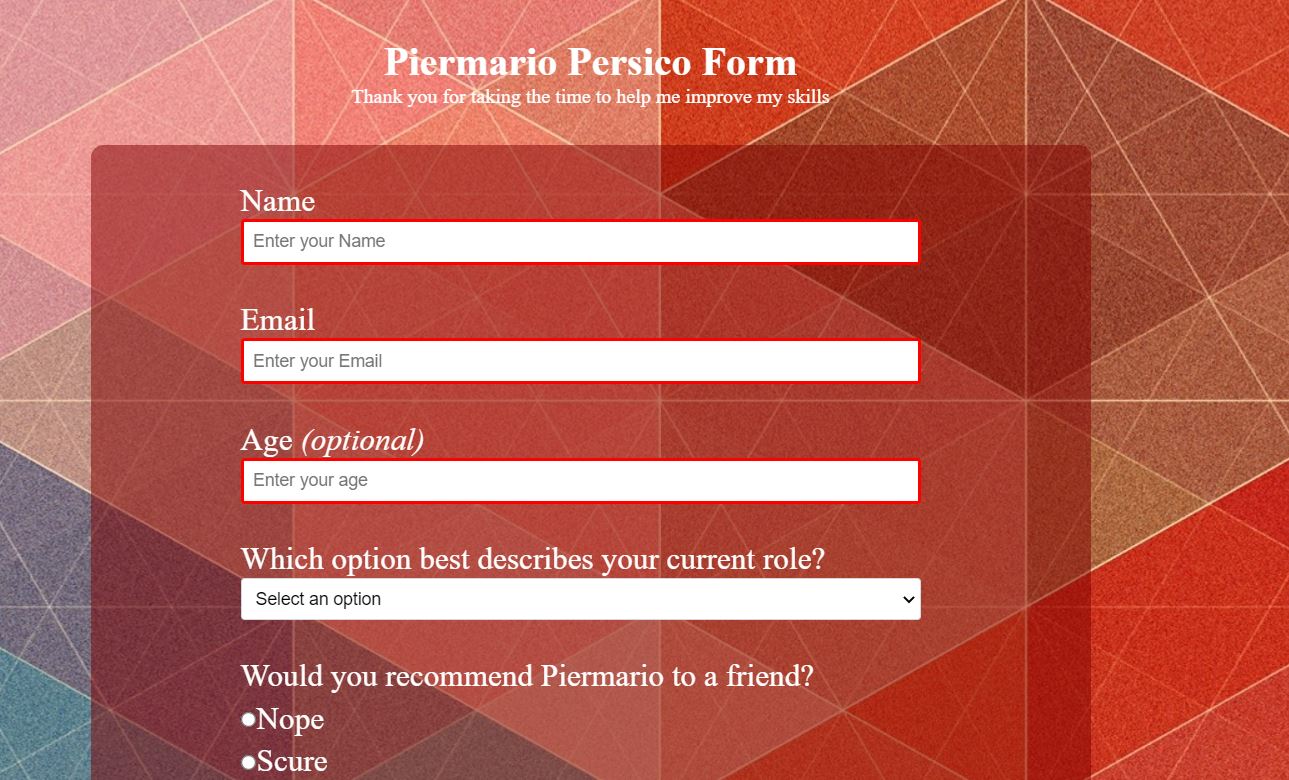 Piermario Persico Form
Thank you for taking the time to help me improve my skills
Name
Enter your Name
Email
Enter your Email
Age (optional)
Enter your age
Which option best describes your current role?
Select an option
Would you recommend Piermario to a friend?
Nope
Scure